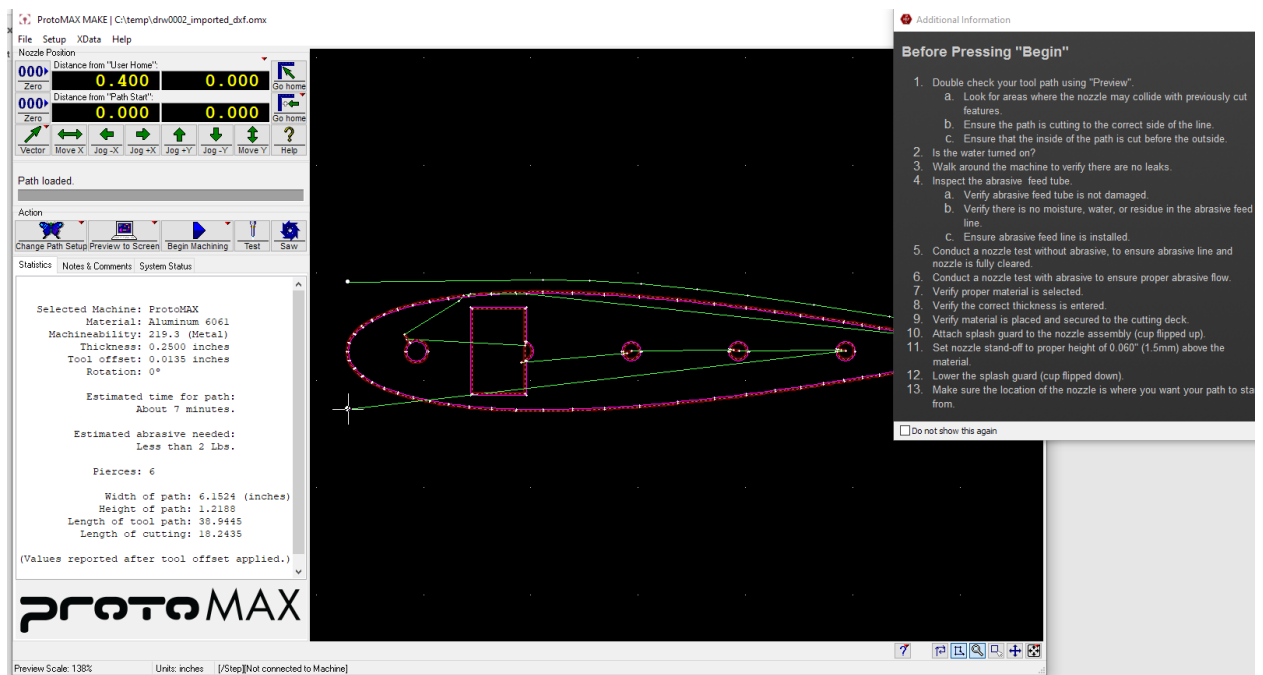 ProtoMAX MAKE | C:\temp\drw0002_imported_dxf.omx
File Setup XData Help
Nozzle Position
Distance from "User Home":
000
Zero
0.400 0.000
Go home
Distance from "Path Start":
000
Zero
0.000 0.000
Go home
Vector Move X Jog -X Jog +X Jog +Y Jog -Y Move Y Help
Path loaded.
Action
Change Path Setup Preview to Screen Begin Machining Test Saw
Statistics Notes & Comments System Status
Selected Machine: ProtoMAX
Material: Aluminum 6061
Machineability: 219.3 (Metal)
Thickness: 0.2500 inches
Tool offset: 0.0135 inches
Rotation: 0°
Estimated time for path:
About 7 minutes.
Estimated abrasive needed:
Less than 2 Lbs.
Pierces: 6
Width of path: 6.1524 (inches)
Height of path: 1.2188
Length of tool path: 38.9445
Length of cutting: 18.2435
(Values reported after tool offset applied.)
protoMAX
Preview Scale: 138% Units: inches [/Step][Not connected to Machine]
Additional Information
Before Pressing "Begin"
1. Double check your tool path using "Preview".
a. Look for areas where the nozzle may collide with previously cut
features.
b. Ensure the path is cutting to the correct side of the line.
c. Ensure that the inside of the path is cut before the outside.
2. Is the water turned on?
3. Walk around the machine to verify there are no leaks.
4. Inspect the abrasive feed tube.
a. Verify abrasive feed tube is not damaged.
b. Verify there is no moisture, water, or residue in the abrasive feed
line.
c. Ensure abrasive feed line is installed.
5. Conduct a nozzle test without abrasive, to ensure abrasive line and
nozzle is fully cleared.
6. Conduct a nozzle test with abrasive to ensure proper abrasive flow.
7. Verify proper material is selected.
8. Verify the correct thickness is entered.
9. Verify material is placed and secured to the cutting deck.
10. Attach splash guard to the nozzle assembly (cup flipped up).
11. Set nozzle stand-off to proper height of 0.060" (1.5mm) above the
material.
12. Lower the splash guard (cup flipped down).
13. Make sure the location of the nozzle is where you want your path to sta
from.
Do not show this again